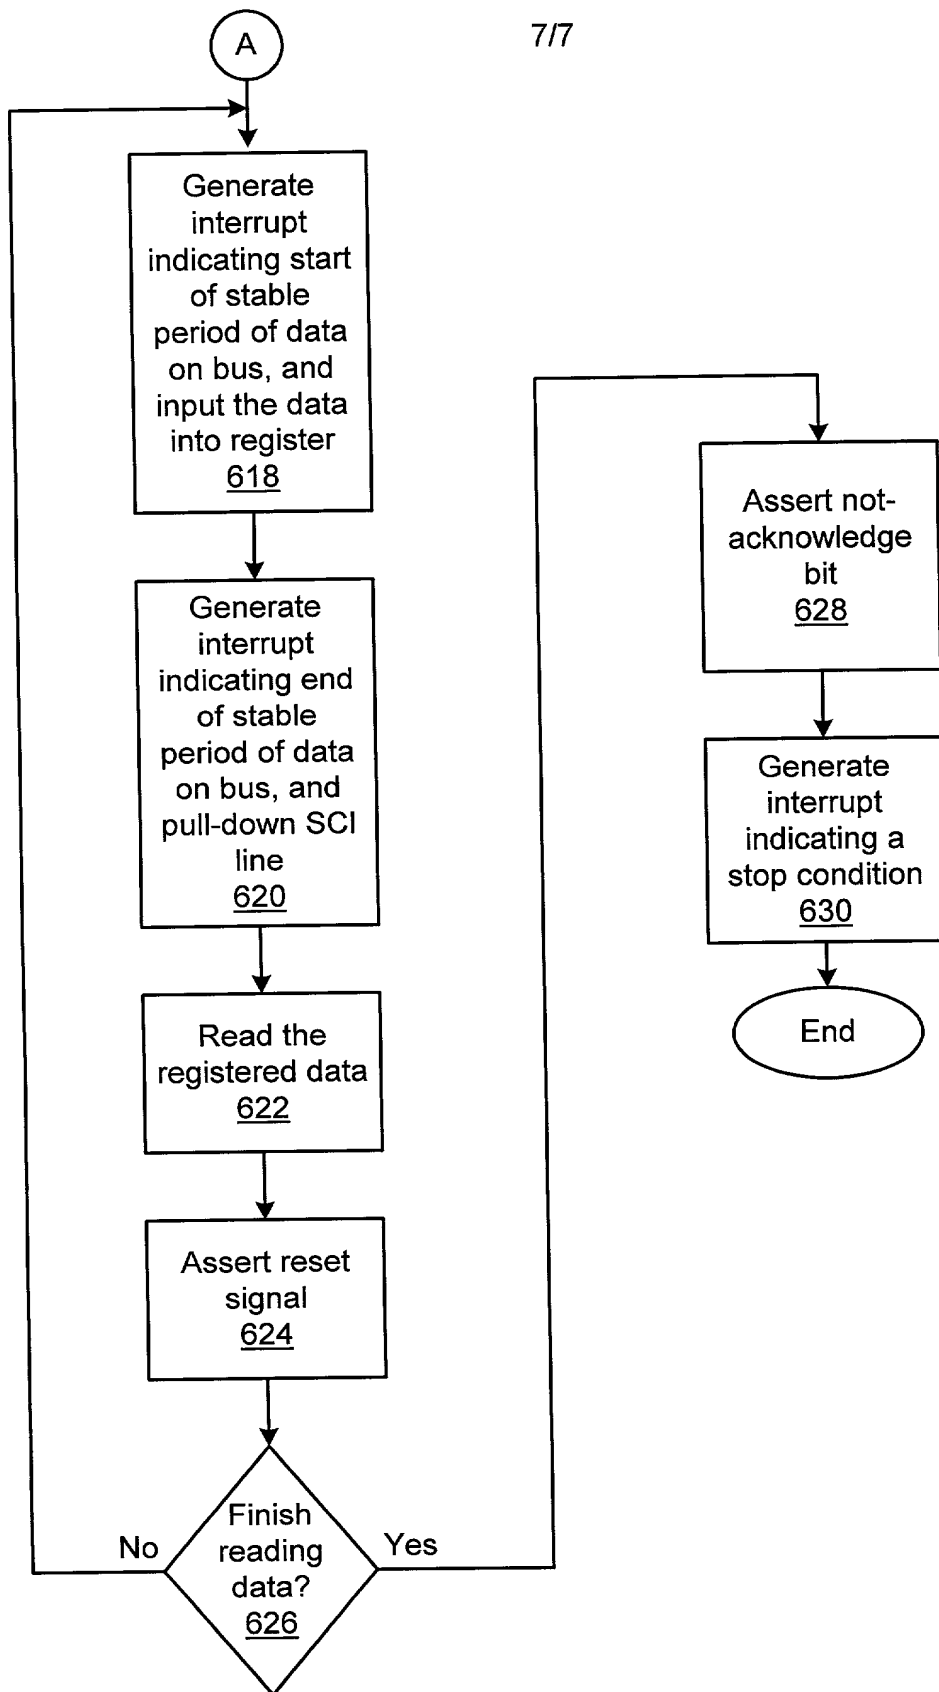 7/7
A
Generate
interrupt
indicating start
of stable
period of data
on bus, and
input the data
into register
618
Generate
interrupt
indicating end
of stable
period of data
on bus, and
pull-down SCI
line
620
Read the
registered data
622
Assert reset
signal
624
Finish
reading
data?
626
No
Yes
Assert not-
acknowledge
bit
628
Generate
interrupt
indicating a
stop condition
630
End